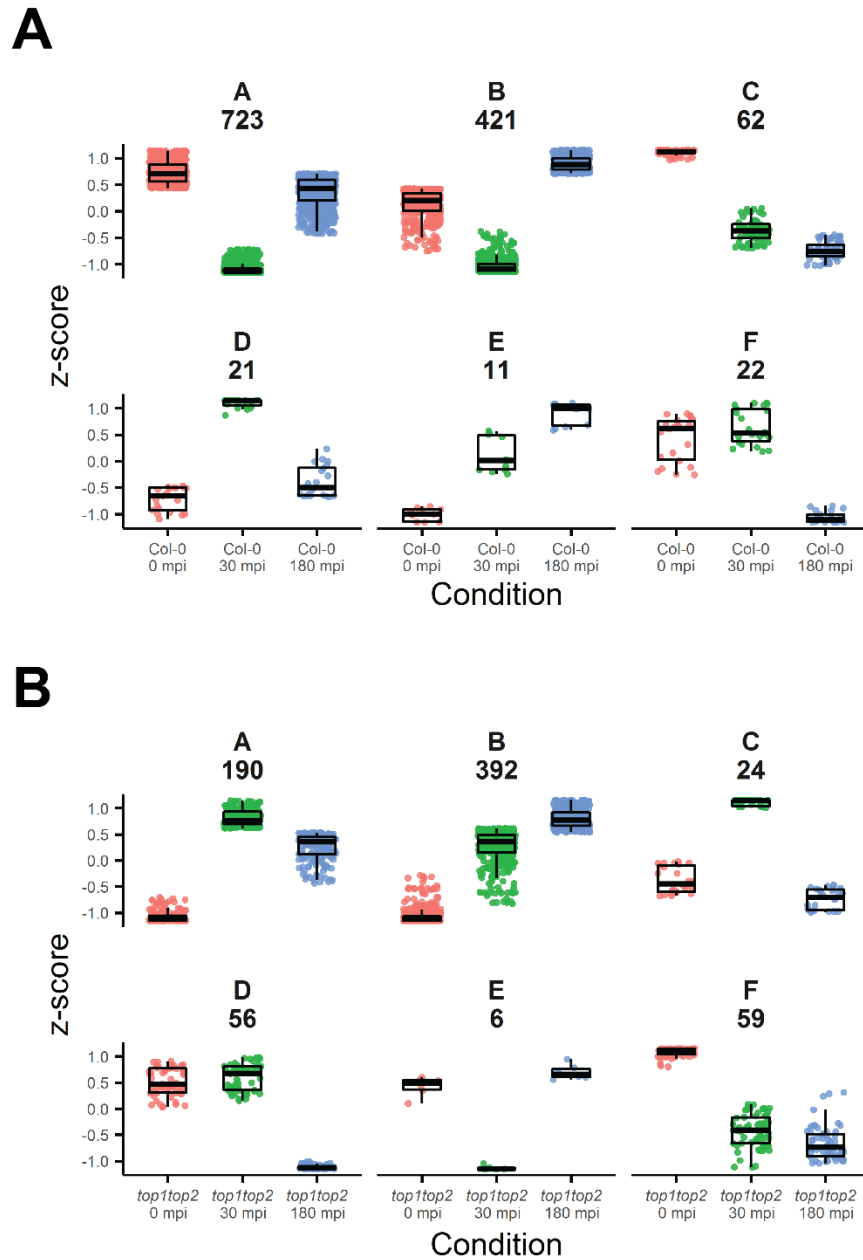 A
A B C
723 421 62
1.0
0.5
0.0
-0.5
-1.0
z-score
D E F
21 11 22
1.0
0.5
0.0
-0.5
-1.0
Col-0 Col-0 Col-0 Col-0 Col-0 Col-0 Col-0 Col-0 Col-0
0 mpi 30 mpi 180 mpi 0 mpi 30 mpi 180 mpi 0 mpi 30 mpi 180 mpi
Condition
B
A B C
190 392 24
1.0
0.5
0.0
-0.5
-1.0
z-score
D E F
56 6 59
1.0
0.5
0.0
-0.5
-1.0
top1top2 top1top2 top1top2 top1top2 top1top2 top1top2 top1top2 top1top2 top1top2
0 mpi 30 mpi 180 mpi 0 mpi 30 mpi 180 mpi 0 mpi 30 mpi 180 mpi
Condition